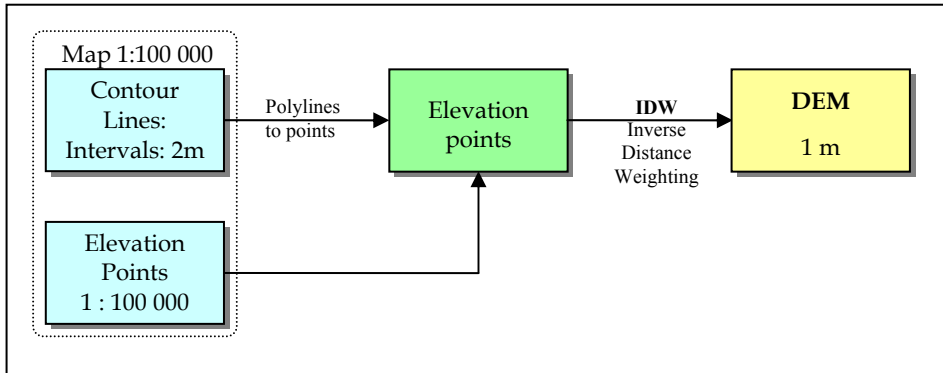 Map 1:100 000
Contour
Lines:
Intervals: 2m
Polylines
to points
Elevation
points
IDW
Inverse
Distance
Weighting
DEM
1 m
Elevation
Points
1 : 100 000